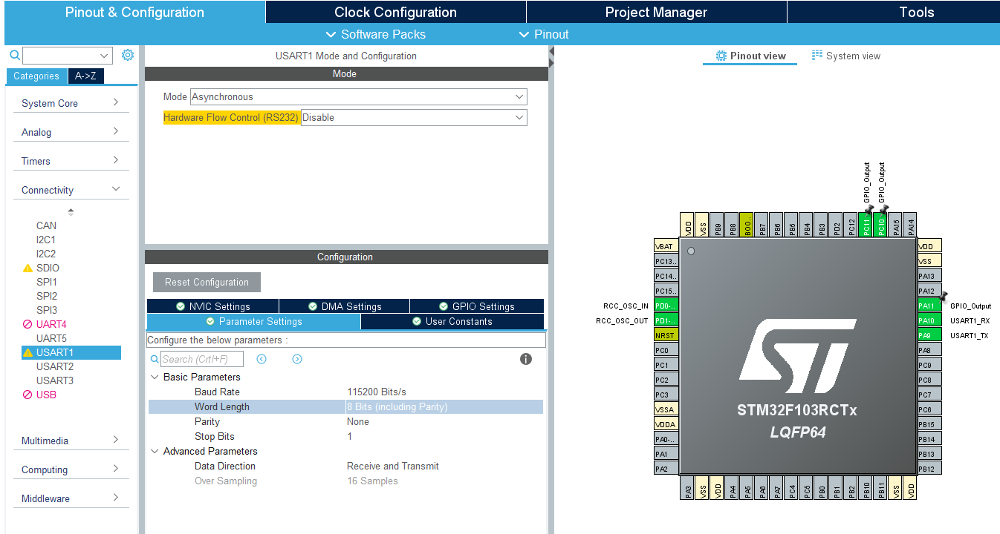 Pinout & Configuration
Clock Configuration
Project Manager
Tools
Software Packs
Pinout
Categories
A->Z
System Core
Analog
Timers
Connectivity
CAN
I2C1
I2C2
SDIO
SPI1
SPI2
SPI3
UART4
UART5
USART1
USART2
USART3
USB
Multimedia
Computing
Middleware
USART1 Mode and Configuration
Mode
Mode Asynchronous
Hardware Flow Control (RS232) Disable
Configuration
Reset Configuration
NVIC Settings
DMA Settings
GPIO Settings
Parameter Settings
User Constants
Configure the below parameters :
Search (Crtl+F)
Basic Parameters
Baud Rate 115200 Bits/s
Word Length 8 Bits (including Parity)
Parity None
Stop Bits 1
Advanced Parameters
Data Direction Receive and Transmit
Over Sampling 16 Samples
Pinout view
System view
GPIO_Output
GPIO_Output
VDD
VSS
PB9
PB8
BOO..
PB7
PB6
PB5
PB4
PB3
PD2
PC12
PC11
PC10
PA15
PA14
VBAT
PC13..
PC14..
PC15..
RCC_OSC_IN PD0-..
RCC_OSC_OUT PD1-..
NRST
PC0
PC1
PC2
PC3
VSSA
VDDA
PA0-..
PA1
PA2
STM32F103RCTx
LQFP64
VDD
VSS
PA13
PA12
PA11 GPIO_Output
PA10 USART1_RX
PA9 USART1_TX
PA8
PC9
PC8
PC7
PC6
PB15
PB14
PB13
PB12
PA3
VSS
VDD
PA4
PA5
PA6
PA7
PC4
PC5
PB0
PB1
PB2
PB10
PB11
VSS
VDD